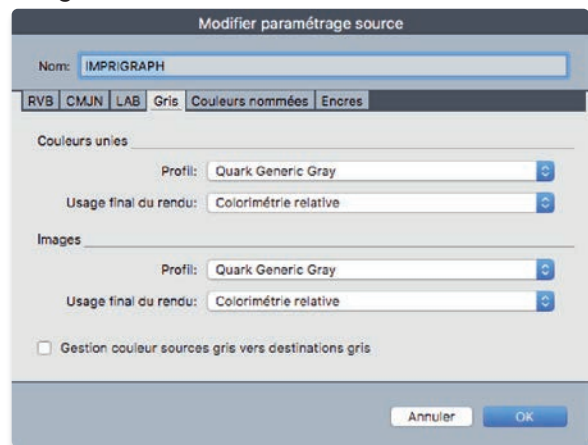 Modifier paramétrage source
Nom: IMPRIGRAPH
RVB CMJN LAB Gris Couleurs nommées Encres
Couleurs unies
Profil: Quark Generic Gray
Usage final du rendu: Colorimétrie relative
Images
Profil: Quark Generic Gray
Usage final du rendu: Colorimétrie relative
Gestion couleur sources gris vers destinations gris
Annuler OK